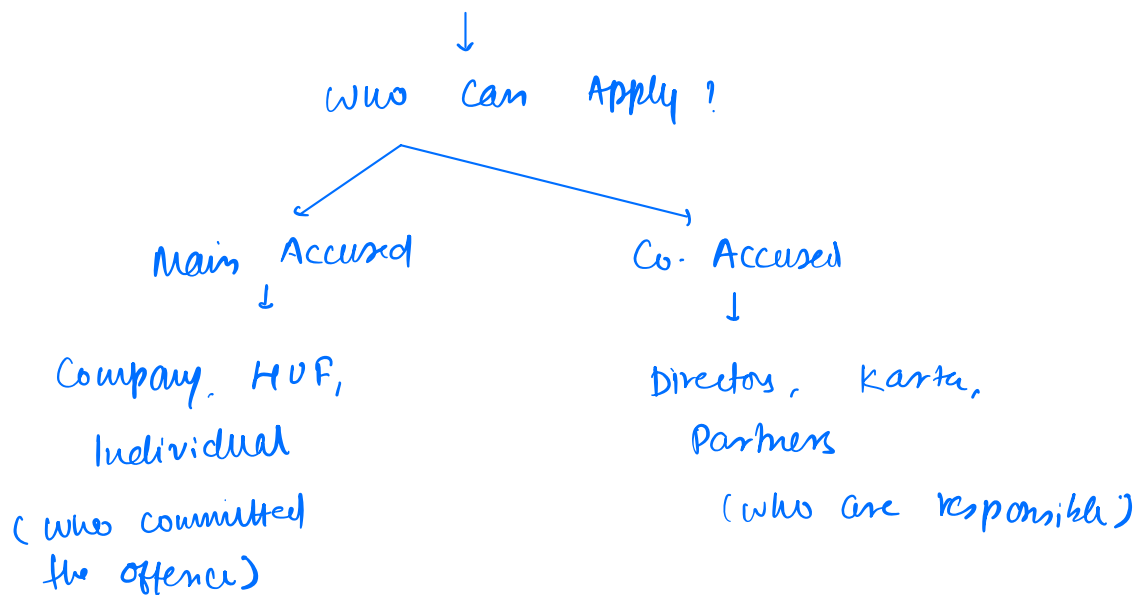 Who Can Apply ?
Main Accused
Co. Accused
Company, HUF,
Individual
(who committed
the offence)
Directors, Karta,
Partners
(who are responsible)